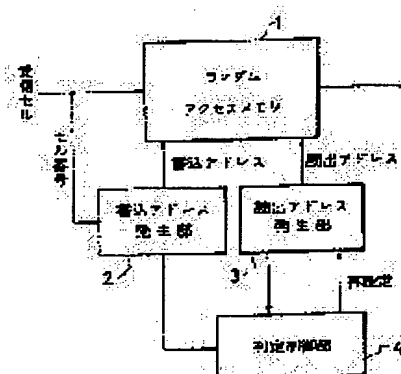 1
ランダム
アクセスメモリ
受信セル
セル番号
書込アドレス
読出アドレス
書込アドレス
発生部
読出アドレス
発生部
2
3
判定制御部
4